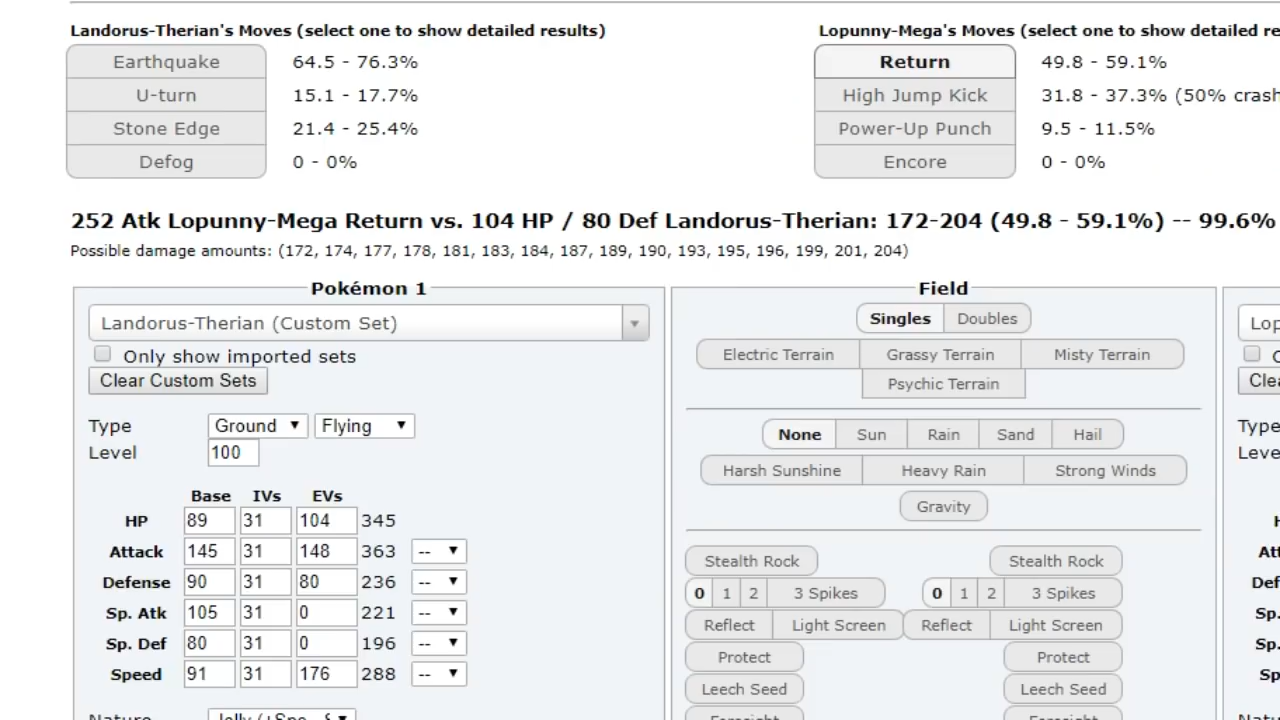 Landorus-Therian's Moves (select one to show detailed results)
Lopunny-Mega's Moves (select one to show detailed re
Earthquake 64.5 - 76.3%
Return 49.8 - 59.1%
U-turn 15.1 - 17.7%
High Jump Kick 31.8 - 37.3% (50% crash
Stone Edge 21.4 - 25.4%
Power-Up Punch 9.5 - 11.5%
Defog 0 - 0%
Encore 0 - 0%
252 Atk Lopunny-Mega Return vs. 104 HP / 80 Def Landorus-Therian: 172-204 (49.8 - 59.1%) -- 99.6%
Possible damage amounts: (172, 174, 177, 178, 181, 183, 184, 187, 189, 190, 193, 195, 196, 199, 201, 204)
Pokémon 1
Landorus-Therian (Custom Set)
Only show imported sets
Clear Custom Sets
Type Ground Flying
Level 100
Base IVs EVs
HP 89 31 104 345
Attack 145 31 148 363 --
Defense 90 31 80 236 --
Sp. Atk 105 31 0 221 --
Sp. Def 80 31 0 196 --
Speed 91 31 176 288 --
Field
Singles Doubles
Electric Terrain Grassy Terrain Misty Terrain
Psychic Terrain
None Sun Rain Sand Hail
Harsh Sunshine Heavy Rain Strong Winds
Gravity
Stealth Rock Stealth Rock
0 1 2 3 Spikes 0 1 2 3 Spikes
Reflect Light Screen Reflect Light Screen
Protect Protect
Leech Seed Leech Seed
Lop
Clea
Type
Leve
Att
Def
Sp.
Sp.
Sp